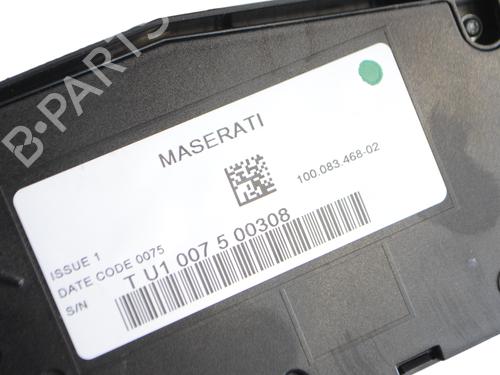 B-PARTS
MASERATI
100.083.468-02
ISSUE 1
DATE CODE 0075
S/N
T U1 007 5 00308